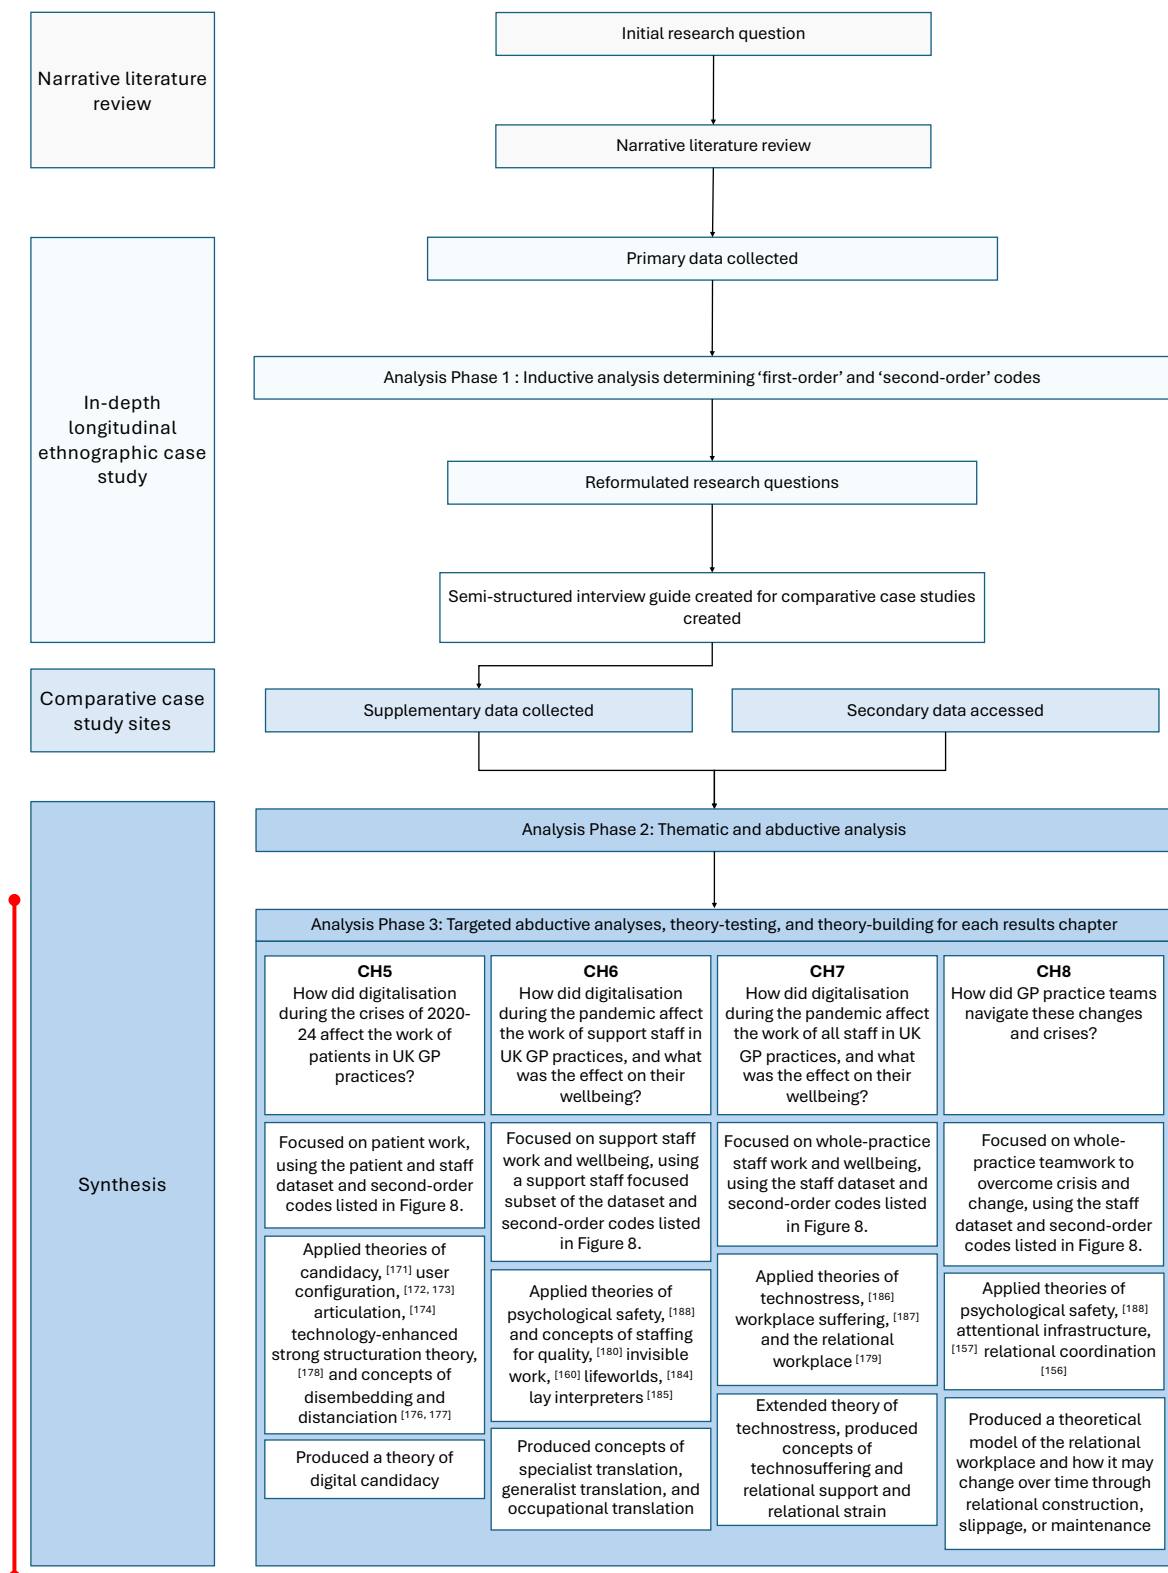 Narrative literature
review
Initial research question
Narrative literature review
In-depth
longitudinal
ethnographic case
study
Primary data collected
Analysis Phase 1 : Inductive analysis determining ‘first-order’ and ‘second-order’ codes
Reformulated research questions
Semi-structured interview guide created for comparative case studies
created
Comparative case
study sites
Supplementary data collected
Secondary data accessed
Synthesis
Analysis Phase 2: Thematic and abductive analysis
Analysis Phase 3: Targeted abductive analyses, theory-testing, and theory-building for each results chapter
CH5
How did digitalisation
during the crises of 2020-
24 affect the work of
patients in UK GP
practices?
Focused on patient work,
using the patient and staff
dataset and second-order
codes listed in Figure 8.
Applied theories of
candidacy, [171] user
configuration, [172, 173]
articulation, [174]
technology-enhanced
strong structuration theory,
[178] and concepts of
disembedding and
distanciation [176, 177]
Produced a theory of
digital candidacy
CH6
How did digitalisation
during the pandemic affect
the work of support staff in
UK GP practices, and what
was the effect on their
wellbeing?
Focused on support staff
work and wellbeing, using
a support staff focused
subset of the dataset and
second-order codes listed
in Figure 8.
Applied theories of
psychological safety, [188]
and concepts of staffing
for quality, [180] invisible
work, [160] lifeworlds, [184]
lay interpreters [185]
Produced concepts of
specialist translation,
generalist translation, and
occupational translation
CH7
How did digitalisation
during the pandemic affect
the work of all staff in UK
GP practices, and what
was the effect on their
wellbeing?
Focused on whole-practice
staff work and wellbeing,
using the staff dataset and
second-order codes listed
in Figure 8.
Applied theories of
technostress, [186]
workplace suffering, [187]
and the relational
workplace [179]
Extended theory of
technostress, produced
concepts of
technosuffering and
relational support and
relational strain
CH8
How did GP practice teams
navigate these changes
and crises?
Focused on whole-
practice teamwork to
overcome crisis and
change, using the staff
dataset and second-order
codes listed in Figure 8.
Applied theories of
psychological safety, [188]
attentional infrastructure,
[157] relational coordination
[156]
Produced a theoretical
model of the relational
workplace and how it may
change over time through
relational construction,
slippage, or maintenance